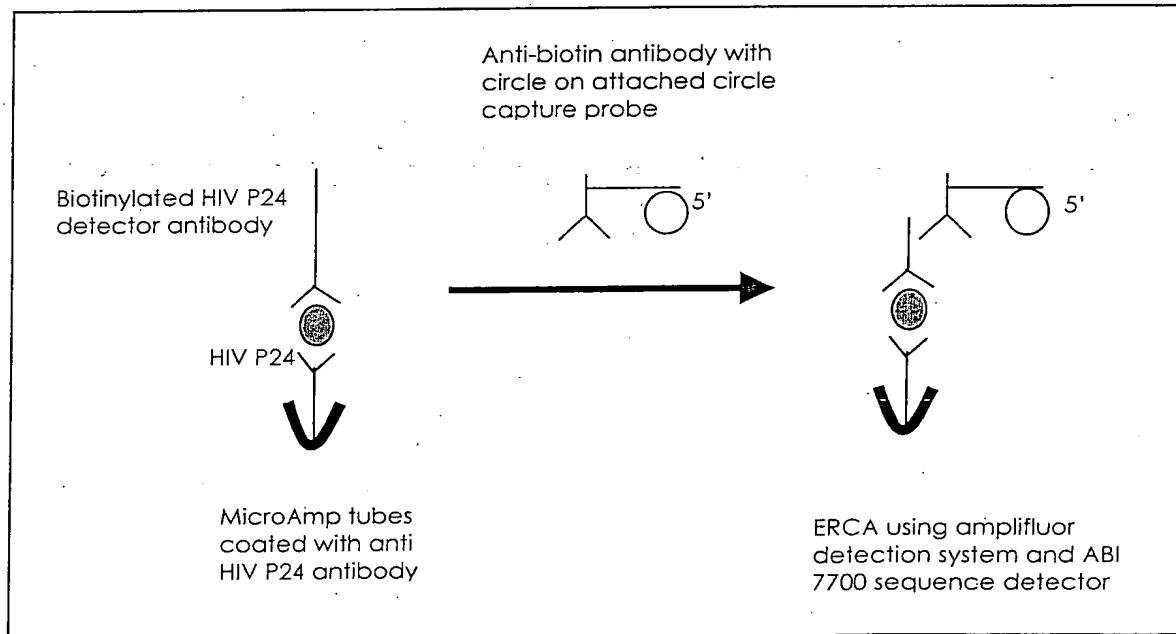 Anti-biotin antibody with
circle on attached circle
capture probe
Biotinylated HIV P24
detector antibody
5'
5'
HIV P24
MicroAmp tubes
coated with anti
HIV P24 antibody
ERCA using amplifluor
detection system and ABI
7700 sequence detector